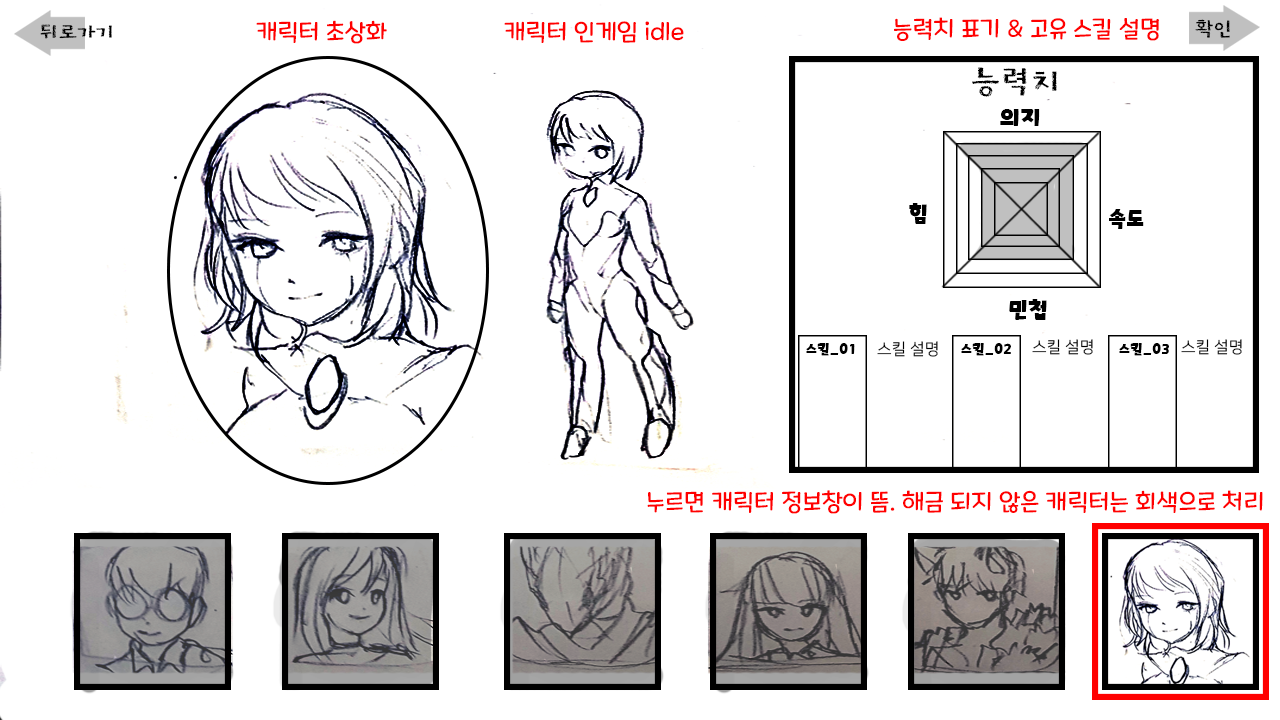 뒤로가기
캐릭터 초상화
캐릭터 인게임 idle
능력치 표기 & 고유 스킬 설명
확인
능력치
의지
힘
속도
민첩
스킬_01
스킬 설명
스킬_02
스킬 설명
스킬_03
스킬 설명
누르면 캐릭터 정보창이 뜸. 해금 되지 않은 캐릭터는 회색으로 처리